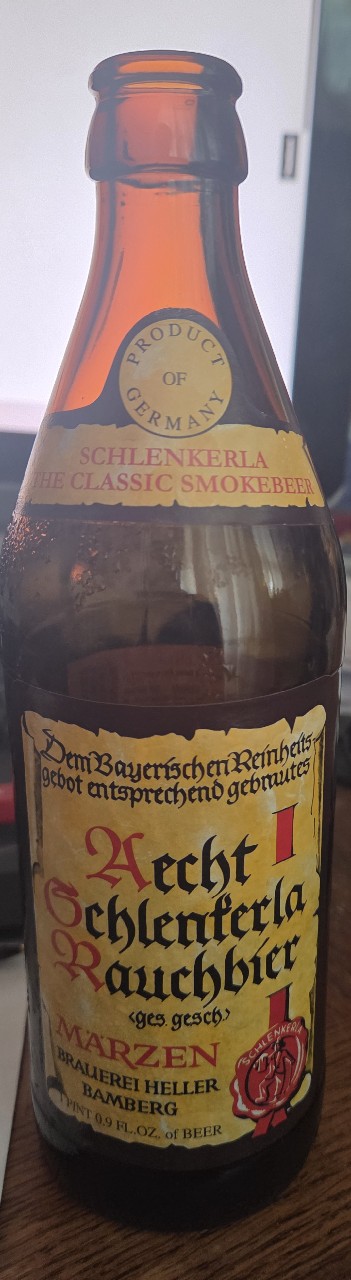 PRODUCT
OF
GERMANY
SCHLENKERLA
THE CLASSIC SMOKEBEER
Dem Bayerischen Reinheits-
gebot entsprechend gebrautes
Aecht
Schlenkerla
Rauchbier
<ges. gesch.>
MÄRZEN
BRAUEREI HELLER
BAMBERG
1 PINT 0.9 FL.OZ. of BEER
SCHLENKERLA